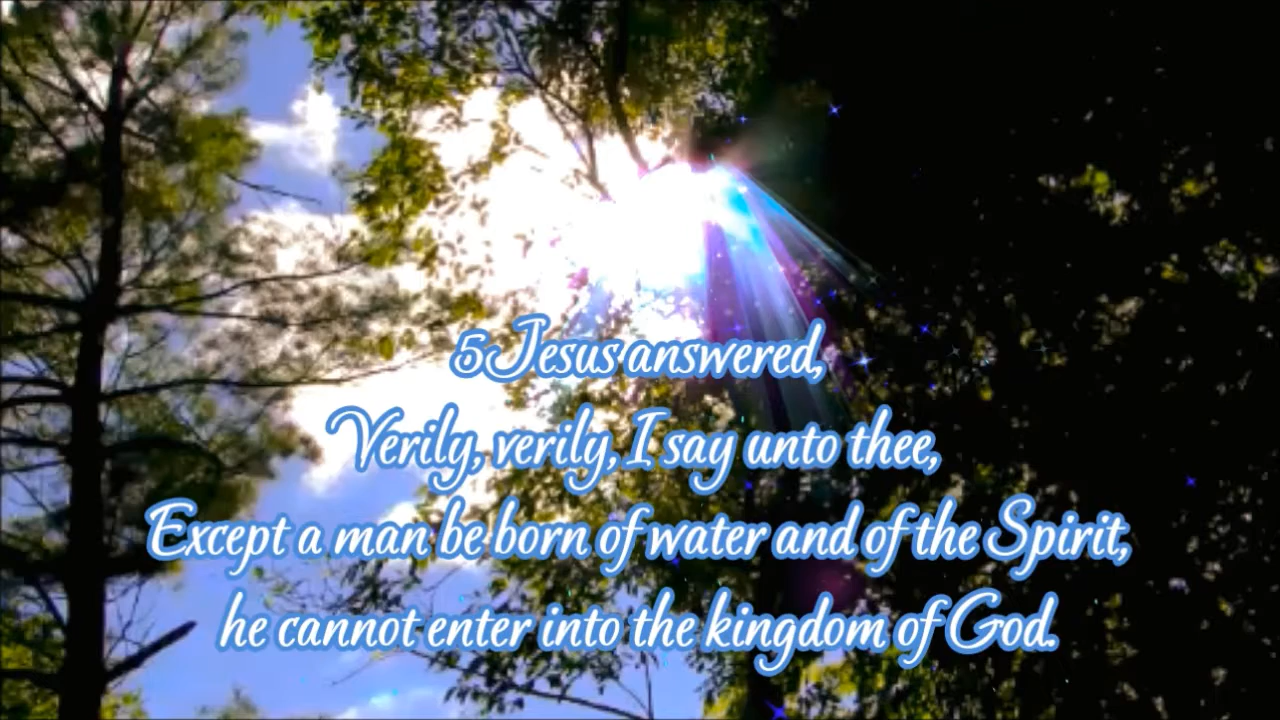 5 Jesus answered,
Verily, verily, I say unto thee,
Except a man be born of water and of the Spirit,
he cannot enter into the kingdom of God.